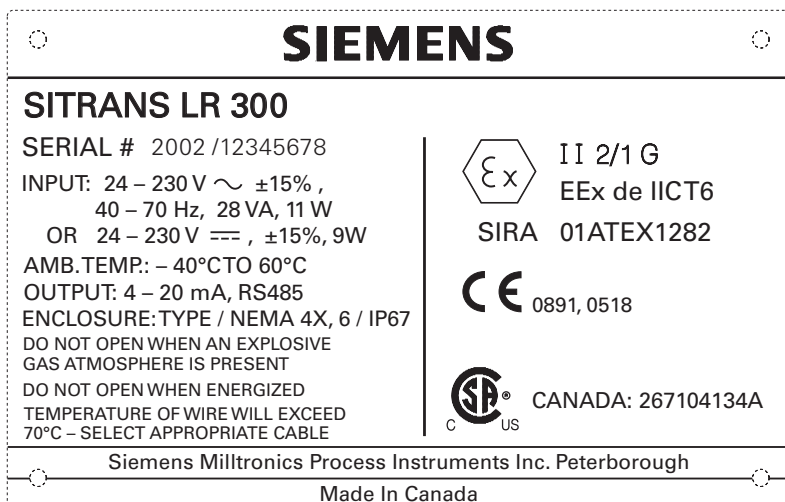 SIEMENS
SITRANS LR 300
SERIAL # 2002 /12345678
INPUT: 24 – 230 V ∼ ±15% ,
40 – 70 Hz, 28 VA, 11 W
OR 24 – 230 V ⎓ , ±15%, 9W
AMB.TEMP.: – 40°C TO 60°C
OUTPUT: 4 – 20 mA, RS485
ENCLOSURE: TYPE / NEMA 4X, 6 / IP67
DO NOT OPEN WHEN AN EXPLOSIVE
GAS ATMOSPHERE IS PRESENT
DO NOT OPEN WHEN ENERGIZED
TEMPERATURE OF WIRE WILL EXCEED
70°C – SELECT APPROPRIATE CABLE
Ex
II 2/1 G
EEx de IICT6
SIRA 01ATEX1282
CE 0891, 0518
C SA ® US
CANADA: 267104134A
Siemens Milltronics Process Instruments Inc. Peterborough
Made In Canada